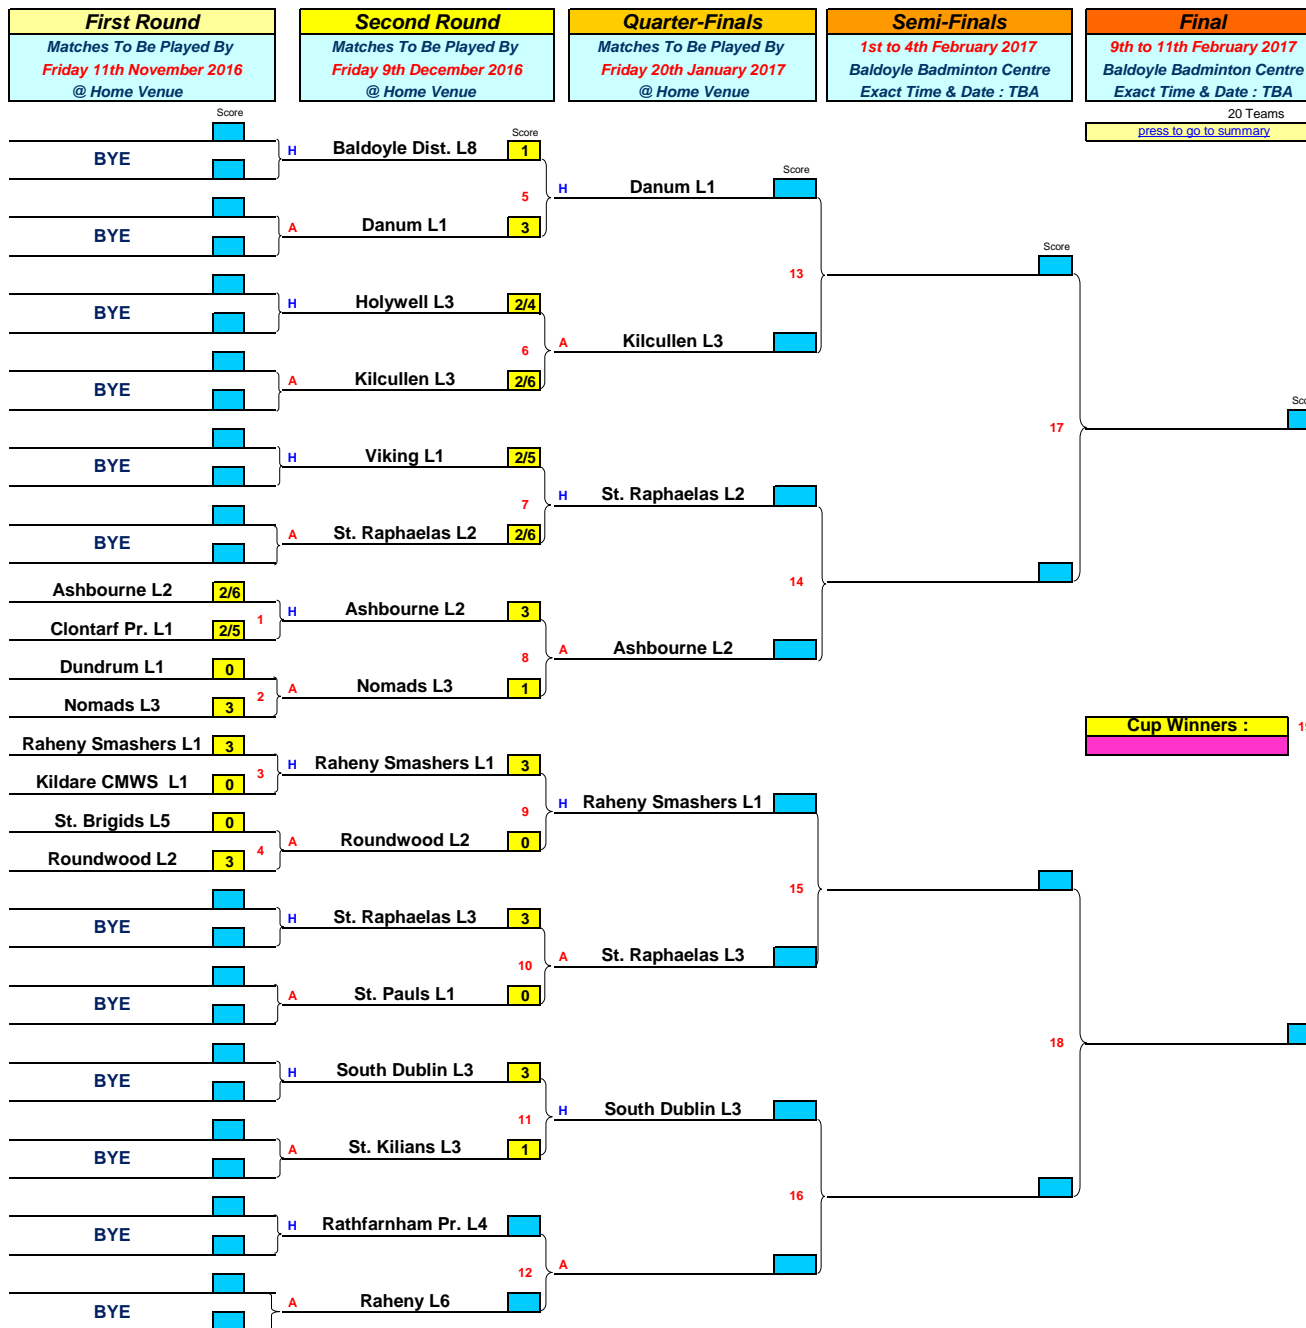 First Round
Second Round
Quarter-Finals
Semi-Finals
Final
Matches To Be Played By
Matches To Be Played By
Matches To Be Played By
1st to 4th February 2017
9th to 11th February 2017
Friday 11th November 2016
Friday 9th December 2016
Friday 20th January 2017
Baldoyle Badminton Centre
Baldoyle Badminton Centre
@ Home Venue
@ Home Venue
@ Home Venue
Exact Time & Date : TBA
Exact Time & Date : TBA
Score
20 Teams
press to go to summary
Score
BYE
H Baldoyle Dist. L8 1
Score
5
H Danum L1
BYE
A Danum L1 3
Score
13
BYE
H Holywell L3 2/4
6
A Kilcullen L3
BYE
A Kilcullen L3 2/6
17
BYE
H Viking L1 2/5
7
H St. Raphaelas L2
BYE
A St. Raphaelas L2 2/6
14
Ashbourne L2 2/6
1
H Ashbourne L2 3
Clontarf Pr. L1 2/5
8
A Ashbourne L2
Dundrum L1 0
2
A Nomads L3 1
Nomads L3 3
Cup Winners :
Raheny Smashers L1 3
3
H Raheny Smashers L1 3
Kildare CMWS L1 0
9
H Raheny Smashers L1
St. Brigids L5 0
4
A Roundwood L2 0
Roundwood L2 3
15
BYE
H St. Raphaelas L3 3
10
A St. Raphaelas L3
BYE
A St. Pauls L1 0
18
BYE
H South Dublin L3 3
11
H South Dublin L3
BYE
A St. Kilians L3 1
16
BYE
H Rathfarnham Pr. L4
12
A
BYE
A Raheny L6